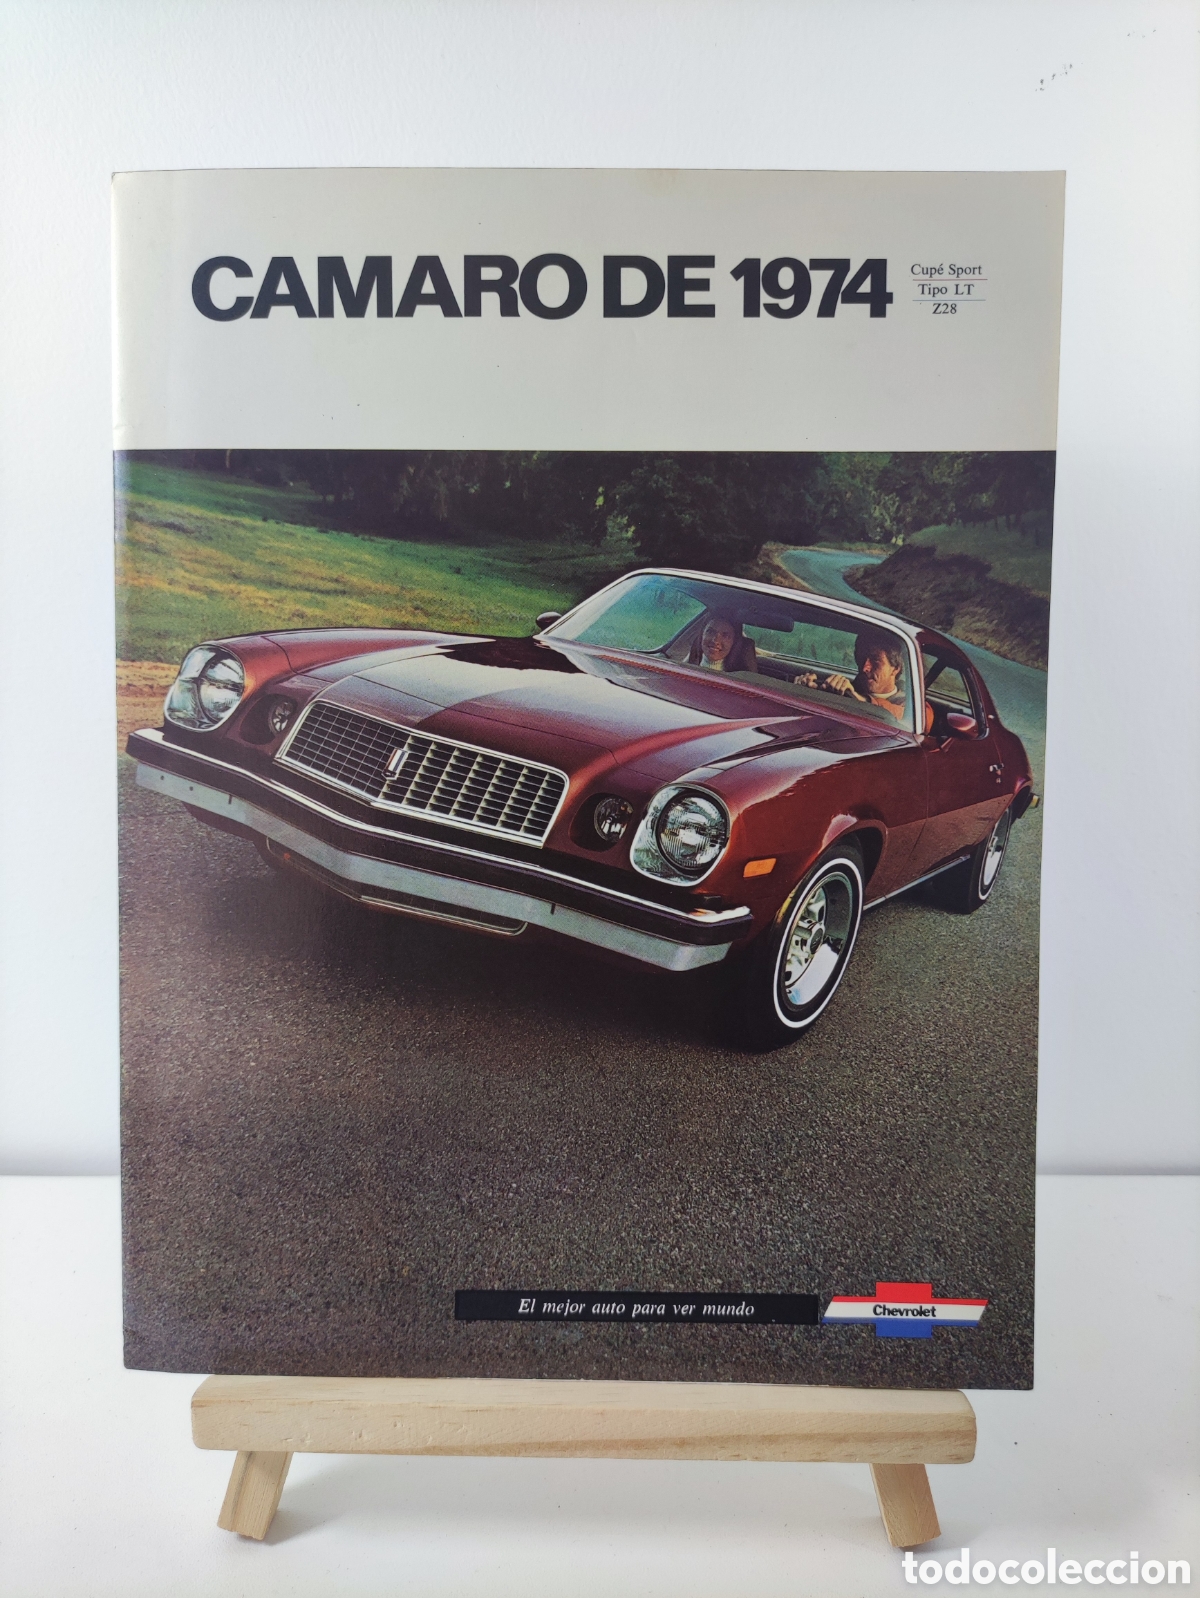 CAMARO DE 1974
Cupé Sport
Tipo LT
Z28
El mejor auto para ver mundo
Chevrolet
todocoleccion